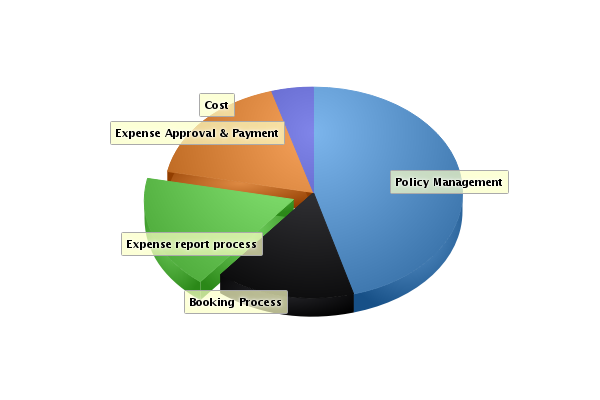 Cost
Expense Approval & Payment
Policy Management
Expense report process
Booking Process